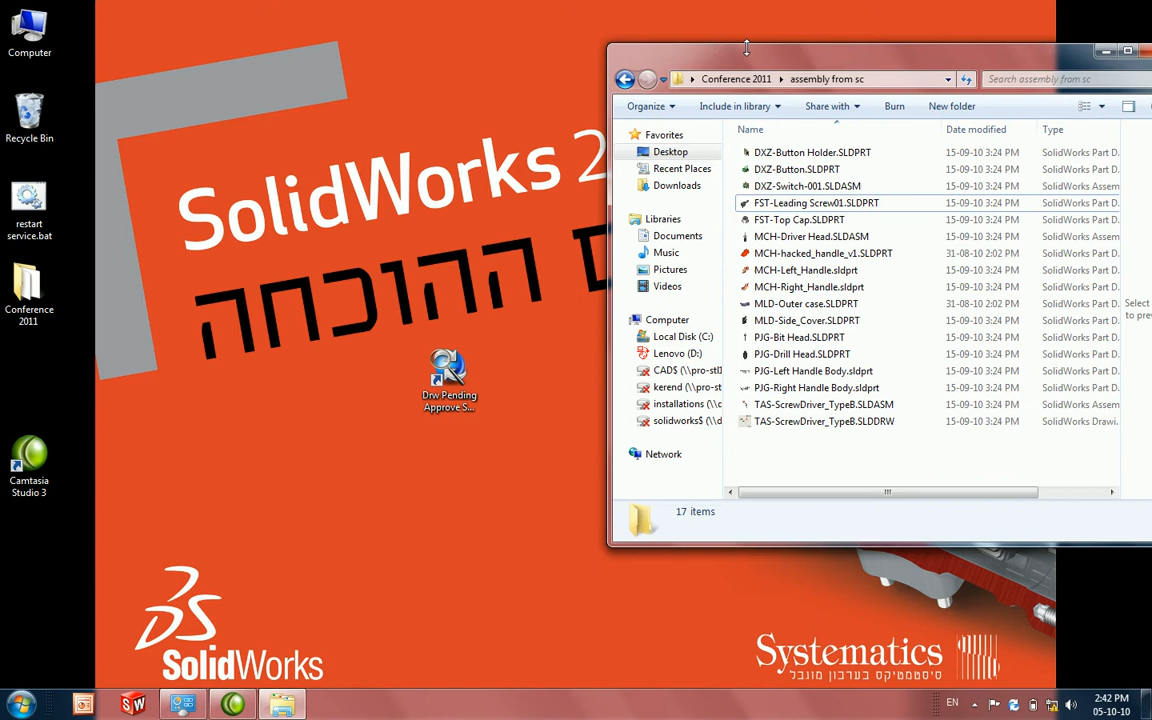 Computer
Recycle Bin
restart
service.bat
Conference
2011
Camtasia
Studio 3
SolidWorks 2
ההוכחה
Drw Pending
Approve S...
SolidWorks
Systematics
סיסטמטיקס בערבון מוגבל
Conference 2011 assembly from sc
Search assembly from sc
Organize Include in library Share with Burn New folder
Favorites
Desktop
Recent Places
Downloads
Libraries
Documents
Music
Pictures
Videos
Computer
Local Disk (C:)
Lenovo (D:)
CAD$ (\\pro-stl
kerend (\\pro-st
installations (\\c
solidworks$ (\\d
Network
Name Date modified Type
DXZ-Button Holder.SLDPRT 15-09-10 3:24 PM SolidWorks Part D.
DXZ-Button.SLDPRT 15-09-10 3:24 PM SolidWorks Part D.
DXZ-Switch-001.SLDASM 15-09-10 3:24 PM SolidWorks Assem
FST-Leading Screw01.SLDPRT 15-09-10 3:24 PM SolidWorks Part D.
FST-Top Cap.SLDPRT 15-09-10 3:24 PM SolidWorks Part D.
MCH-Driver Head.SLDASM 15-09-10 3:24 PM SolidWorks Assem
MCH-hacked_handle_v1.SLDPRT 31-08-10 2:02 PM SolidWorks Part D.
MCH-Left_Handle.sldprt 15-09-10 3:24 PM SolidWorks Part D.
MCH-Right_Handle.sldprt 15-09-10 3:24 PM SolidWorks Part D.
MLD-Outer case.SLDPRT 31-08-10 2:02 PM SolidWorks Part D.
MLD-Side_Cover.SLDPRT 15-09-10 3:24 PM SolidWorks Part D.
PJG-Bit Head.SLDPRT 15-09-10 3:24 PM SolidWorks Part D.
PJG-Drill Head.SLDPRT 15-09-10 3:24 PM SolidWorks Part D.
PJG-Left Handle Body.sldprt 15-09-10 3:24 PM SolidWorks Part D.
PJG-Right Handle Body.sldprt 15-09-10 3:24 PM SolidWorks Part D.
TAS-ScrewDriver_TypeB.SLDASM 15-09-10 3:24 PM SolidWorks Assem
TAS-ScrewDriver_TypeB.SLDDRW 15-09-10 3:24 PM SolidWorks Drawi.
Select
to prev
17 items
SW
EN
2:42 PM
05-10-10